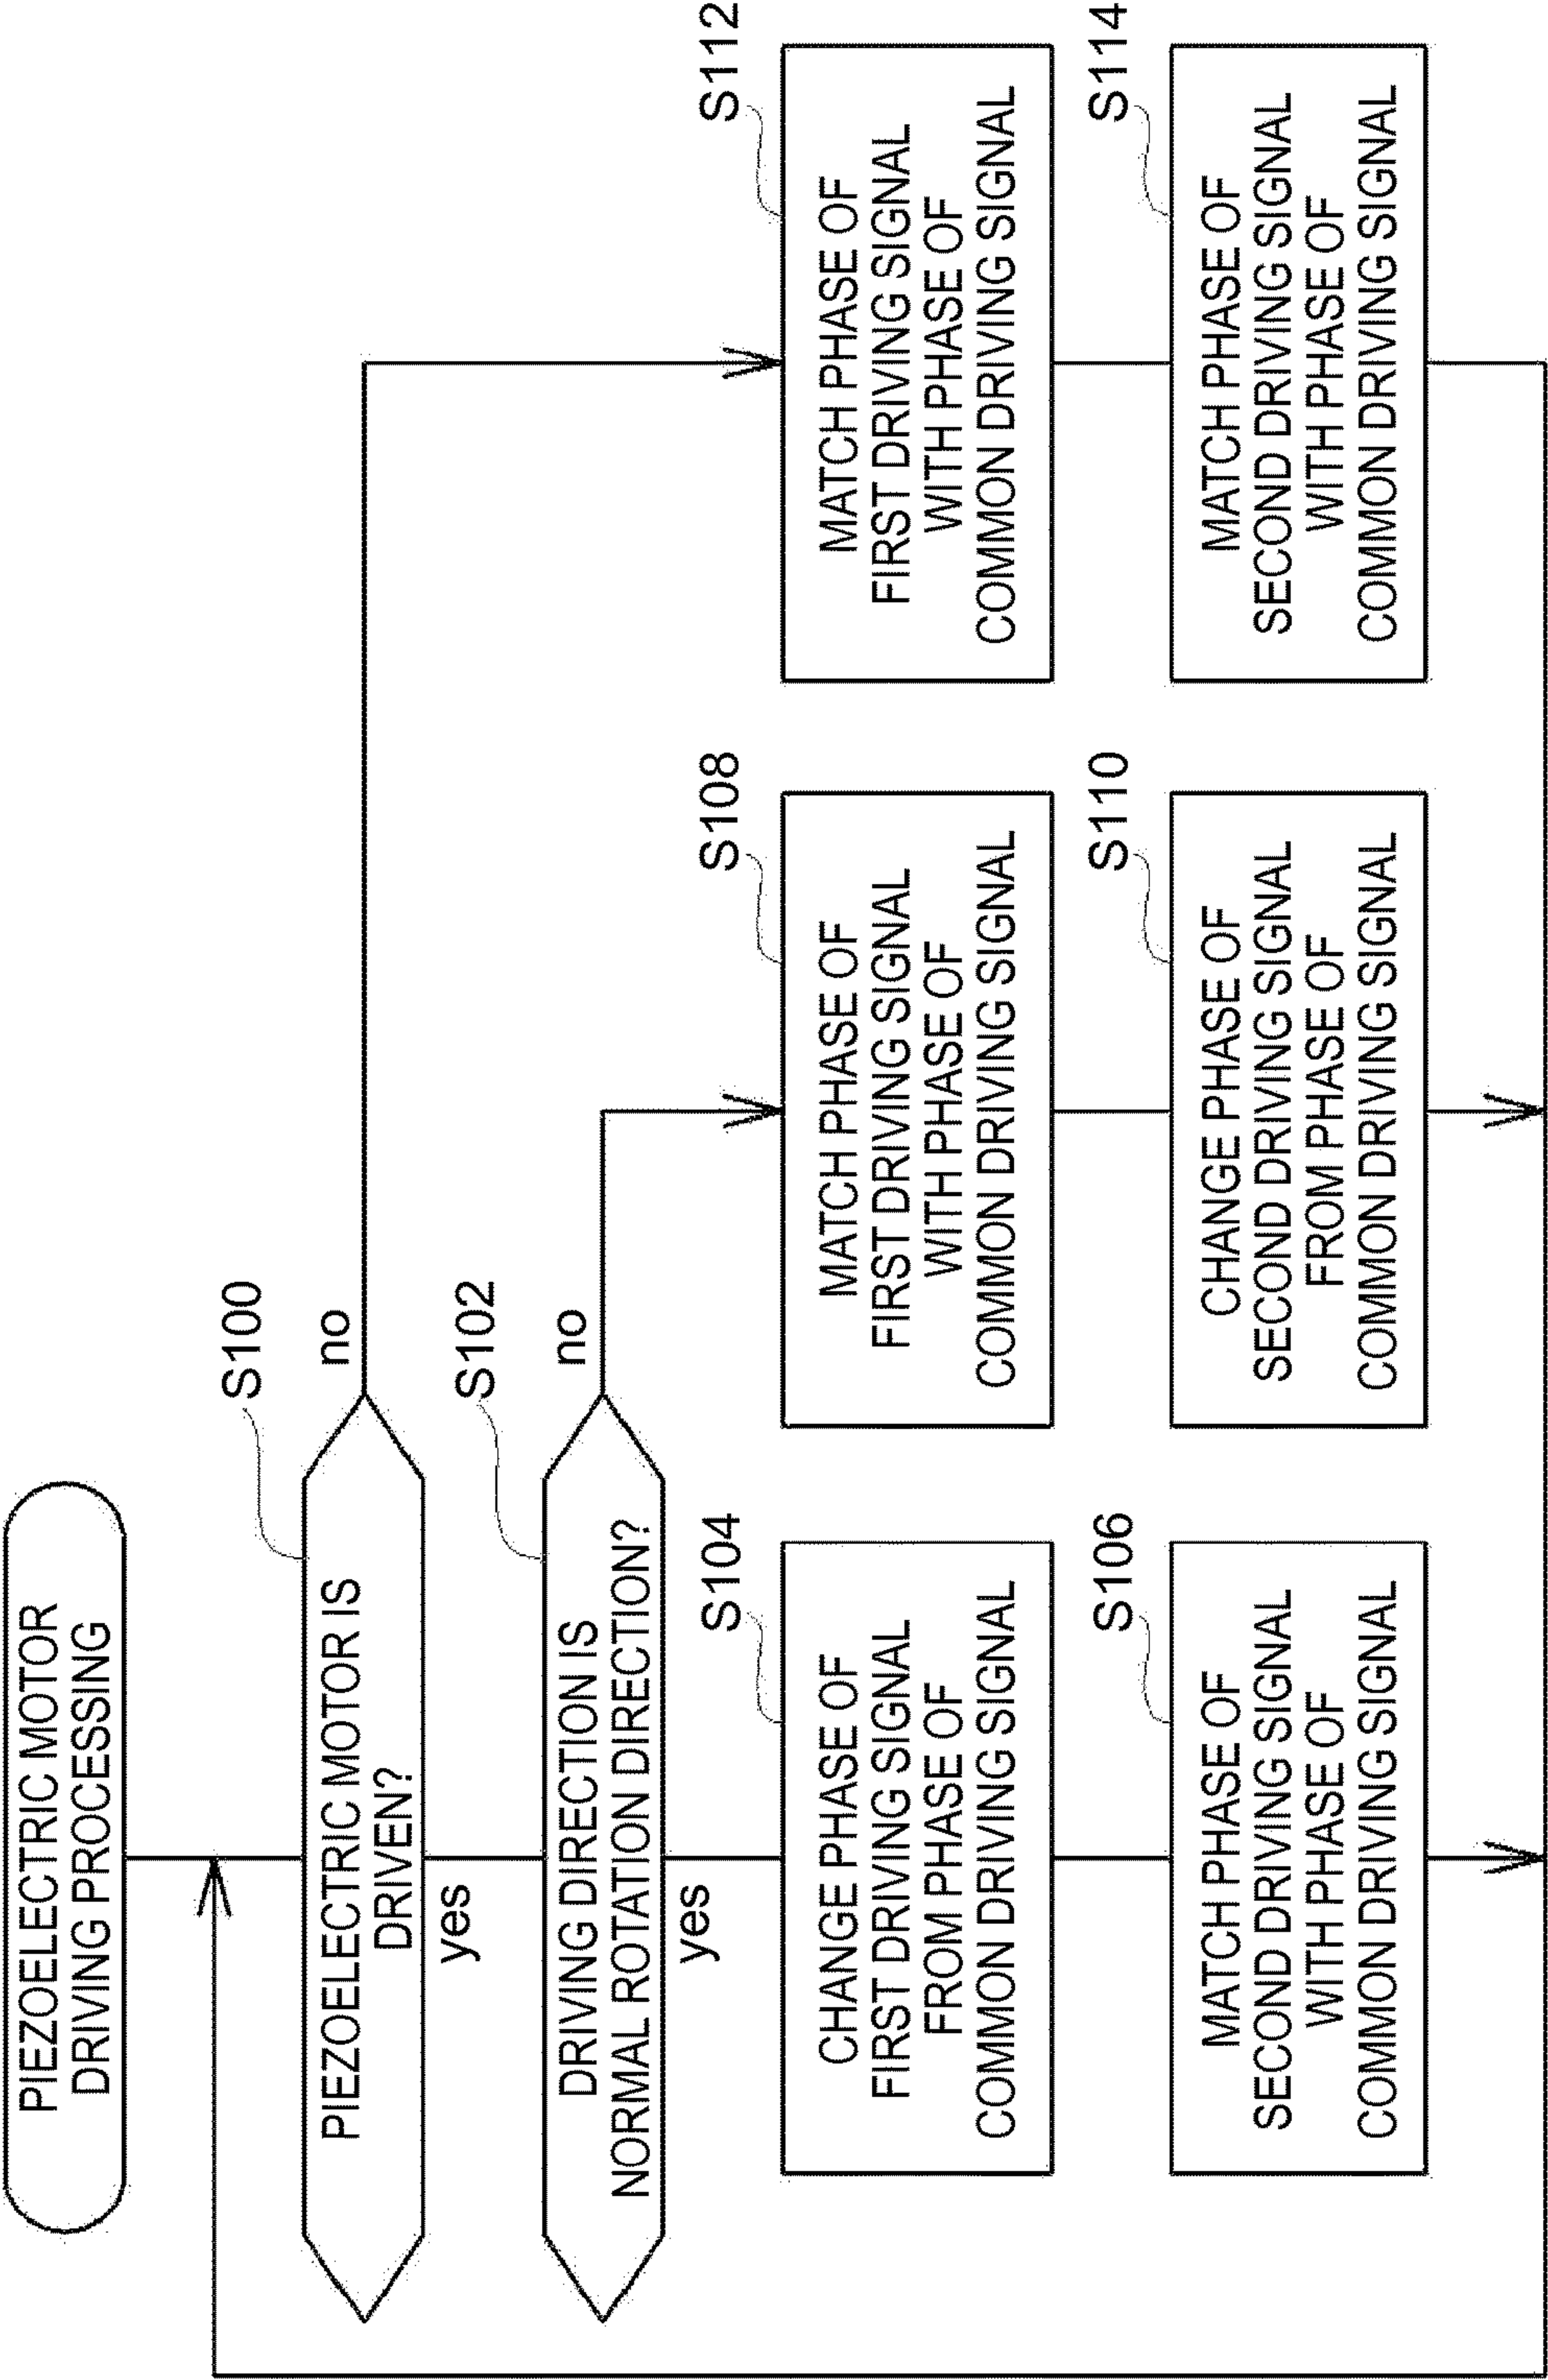 PIEZOELECTRIC MOTOR
DRIVING PROCESSING
S100
PIEZOELECTRIC MOTOR IS
DRIVEN?
no
yes
S102
DRIVING DIRECTION IS
NORMAL ROTATION DIRECTION?
no
yes
S104
CHANGE PHASE OF
FIRST DRIVING SIGNAL
FROM PHASE OF
COMMON DRIVING SIGNAL
S106
MATCH PHASE OF
SECOND DRIVING SIGNAL
WITH PHASE OF
COMMON DRIVING SIGNAL
S108
MATCH PHASE OF
FIRST DRIVING SIGNAL
WITH PHASE OF
COMMON DRIVING SIGNAL
S110
CHANGE PHASE OF
SECOND DRIVING SIGNAL
FROM PHASE OF
COMMON DRIVING SIGNAL
S112
MATCH PHASE OF
FIRST DRIVING SIGNAL
WITH PHASE OF
COMMON DRIVING SIGNAL
S114
MATCH PHASE OF
SECOND DRIVING SIGNAL
WITH PHASE OF
COMMON DRIVING SIGNAL